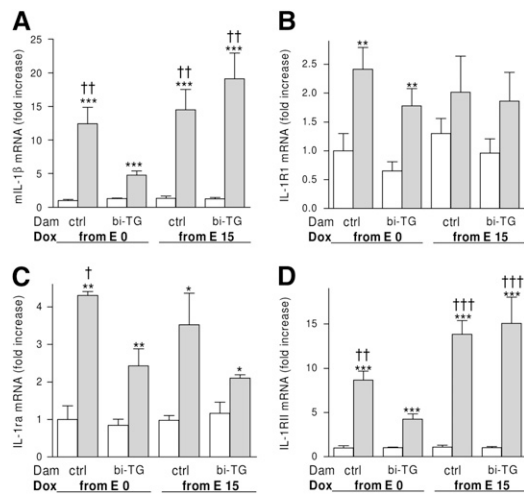 A
mIL-1β mRNA (fold increase)
25
20
15
10
5
0
††
***
***
††
***
††
***
Dam ctrl bi-TG ctrl bi-TG
Dox from E 0 from E 15
B
IL-1R1 mRNA (fold increase)
3.0
2.5
2.0
1.5
1.0
0.5
0.0
**
**
Dam ctrl bi-TG ctrl bi-TG
Dox from E 0 from E 15
C
IL-1ra mRNA (fold increase)
4
3
2
1
0
†
**
**
*
*
Dam ctrl bi-TG ctrl bi-TG
Dox from E 0 from E 15
D
IL-1RII mRNA (fold increase)
15
10
5
0
††
***
***
†††
***
†††
***
Dam ctrl bi-TG ctrl bi-TG
Dox from E 0 from E 15